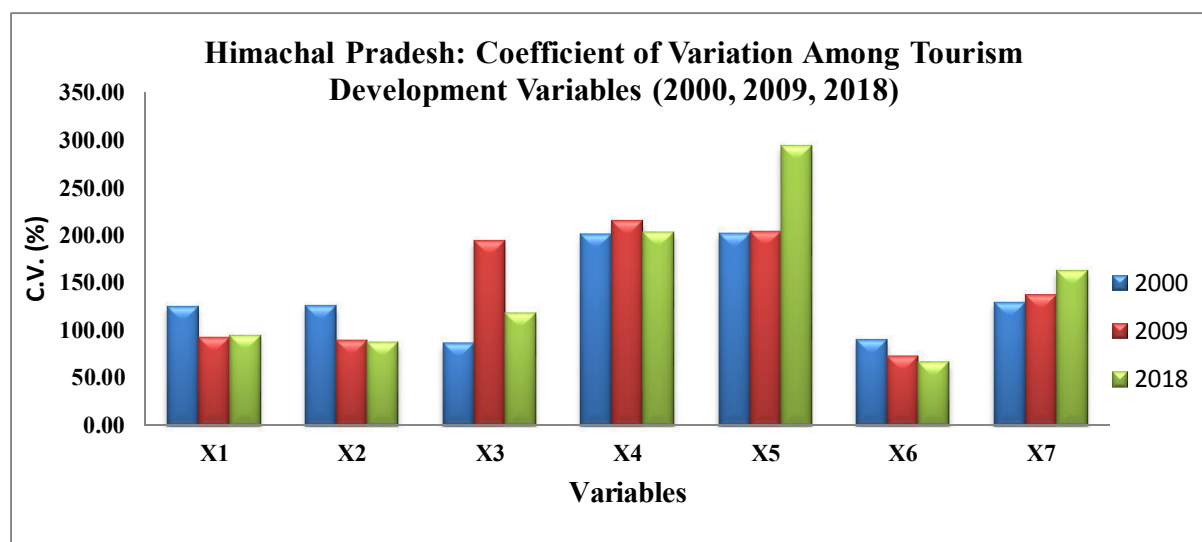 Himachal Pradesh: Coefficient of Variation Among Tourism
Development Variables (2000, 2009, 2018)
350.00
300.00
250.00
200.00
150.00
100.00
50.00
0.00
C.V. (%)
X1 X2 X3 X4 X5 X6 X7
Variables
2000
2009
2018